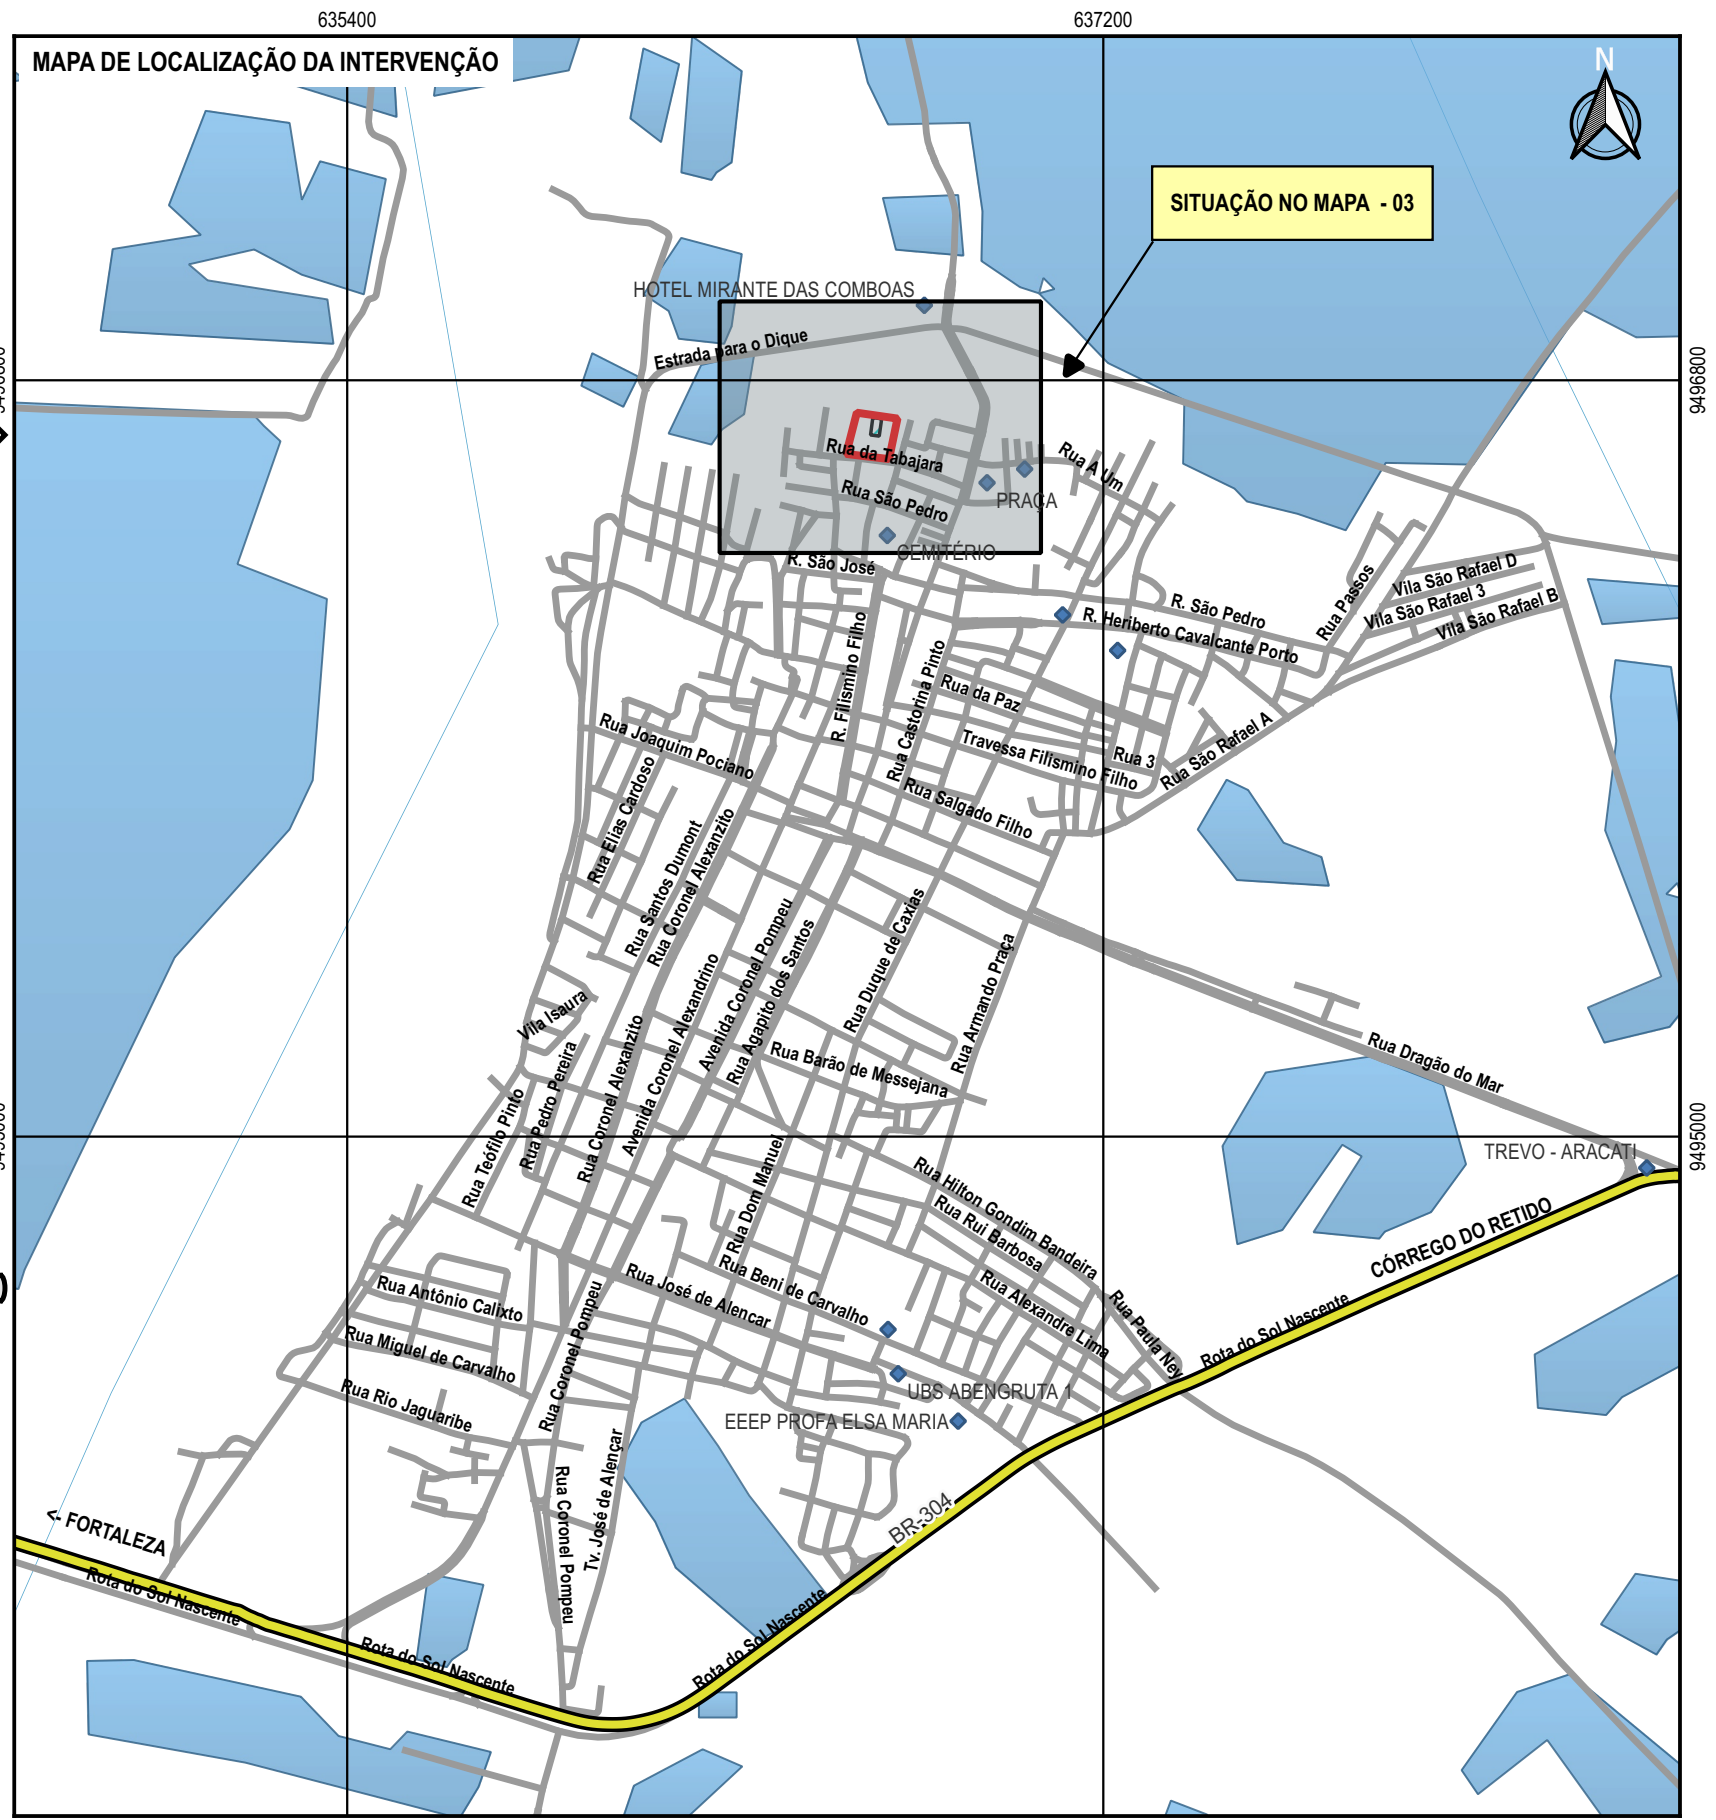 635400
637200
MAPA DE LOCALIZAÇÃO DA INTERVENÇÃO
N
SITUAÇÃO NO MAPA - 03
HOTEL MIRANTE DAS COMBOAS
Estrada para o Dique
9496800
Rua da Tabajara
Rua A Um
Rua São Pedro
PRAÇA
CEMITÉRIO
R. São José
Vila São Rafael D
Vila São Rafael 3
Vila São Rafael B
Rua Passos
R. São Pedro
R. Heriberto Cavalcante Porto
R. Filismino Filho
Rua Castorina Pinto
Rua da Paz
Travessa Filismino Filho
Rua 3
Rua São Rafael A
Rua Joaquim Pociano
Rua Salgado Filho
Rua Elias Cardoso
Rua Santos Dumont
Rua Coronel Alexanzito
Avenida Coronel Pompeu
Rua Agapito dos Santos
Rua Duque de Caxias
Rua Armando Praça
Avenida Coronel Alexandrino
Vila Isaura
Rua Pedro Pereira
Rua Coronel Alexanzito
Rua Barão de Messejana
Rua Dragão do Mar
Rua Teófilo Pinto
9495000
TREVO - ARACATI
Rua Dom Manuel
Rua Hilton Gondim Bandeira
Rua Rui Barbosa
CÓRREGO DO RETIDO
Rua José de Alencar
Rua Beni de Carvalho
Rua Alexandre Lima
Rua Paula Ney
Rota do Sol Nascente
Rua Antônio Calixto
Rua Miguel de Carvalho
Rua Coronel Pompeu
Rua Rio Jaguaribe
UBS ABENGRUTA 1
EEEP PROFA ELSA MARIA
Rua Coronel Pompeu
Tv. José de Alençar
BR-304
<- FORTALEZA
Rota do Sol Nascente
Rota do Sol Nascente
Rota do Sol Nascente